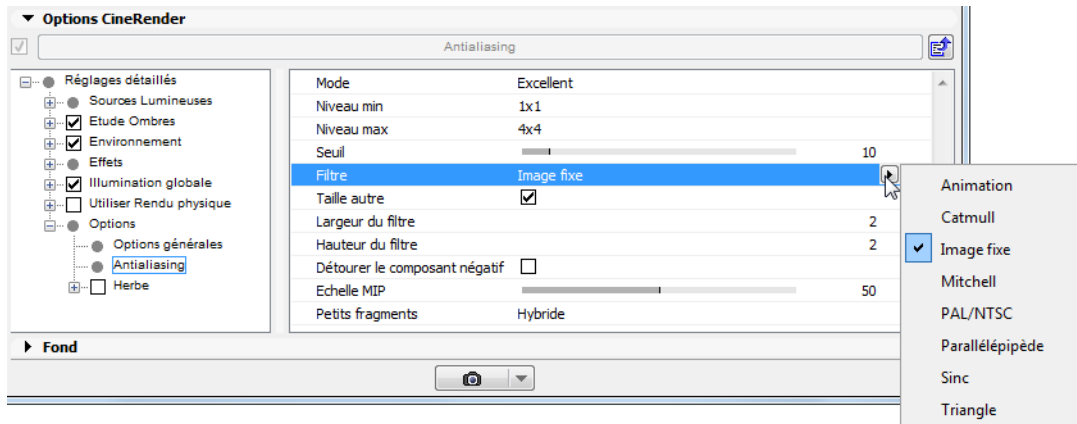 Options CineRender
Antialiasing
Réglages détaillés
Sources Lumineuses
Etude Ombres
Environnement
Effets
Illumination globale
Utiliser Rendu physique
Options
Options générales
Antialiasing
Herbe
Mode Excellent
Niveau min 1x1
Niveau max 4x4
Seuil 10
Filtre Image fixe
Taille autre
Largeur du filtre 2
Hauteur du filtre 2
Détourer le composant négatif
Echelle MIP 50
Petits fragments Hybride
Animation
Catmull
Image fixe
Mitchell
PAL/NTSC
Parallélépipède
Sinc
Triangle
Fond